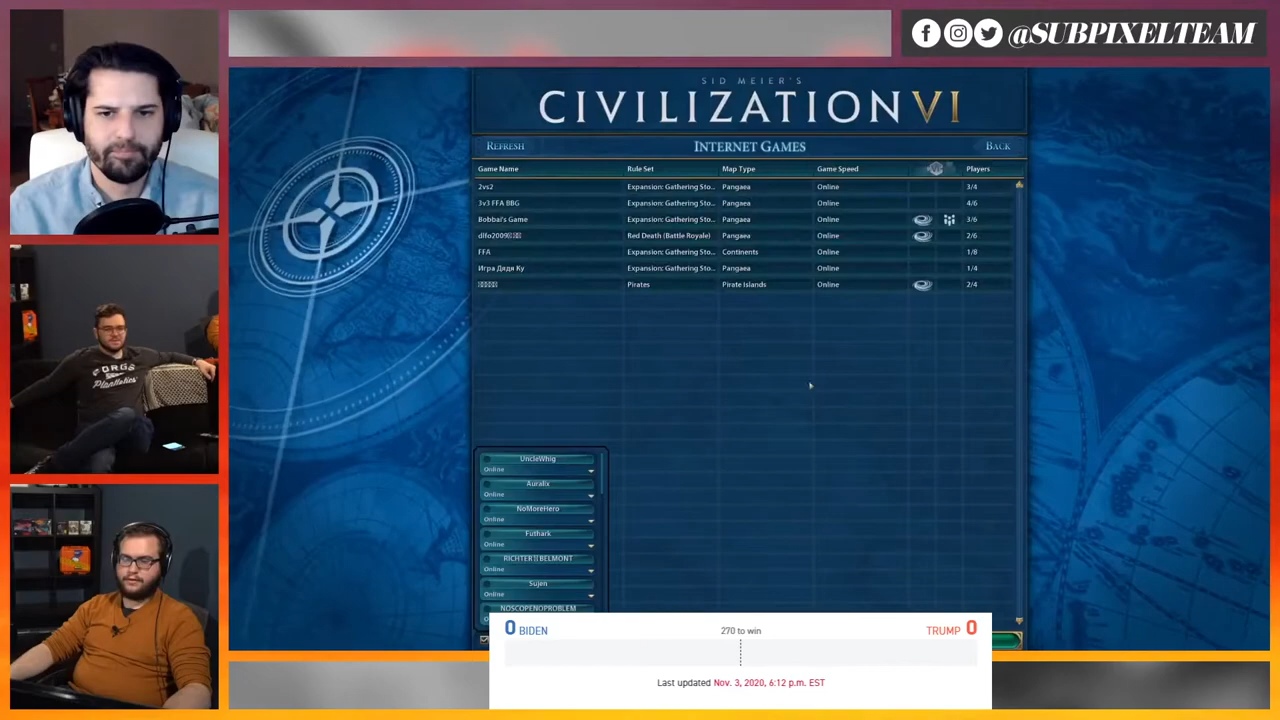 @SUBPIXELTEAM
SID MEIER'S
CIVILIZATION VI
REFRESH INTERNET GAMES BACK
Game Name Rule Set Map Type Game Speed Players
2vs2 Expansion: Gathering Sto... Pangaea Online 3/4
3v3 FFA BBG Expansion: Gathering Sto... Pangaea Online 4/6
Bobbai's Game Expansion: Gathering Sto... Pangaea Online 3/6
dlfo2009 Red Death (Battle Royale) Pangaea Online 2/6
FFA Expansion: Gathering Sto... Continents Online 1/8
Игра Дядя Ку Expansion: Gathering Sto... Pangaea Online 1/4
Pirates Pirate Islands Online 2/4
UncleWhig
Online
Auralix
Online
NoMoreHero
Online
Futhark
Online
RICHTER BELMONT
Online
Sujen
Online
NOSCOPENOPROBLEM
0 BIDEN 270 to win TRUMP 0
Last updated Nov. 3, 2020, 6:12 p.m. EST